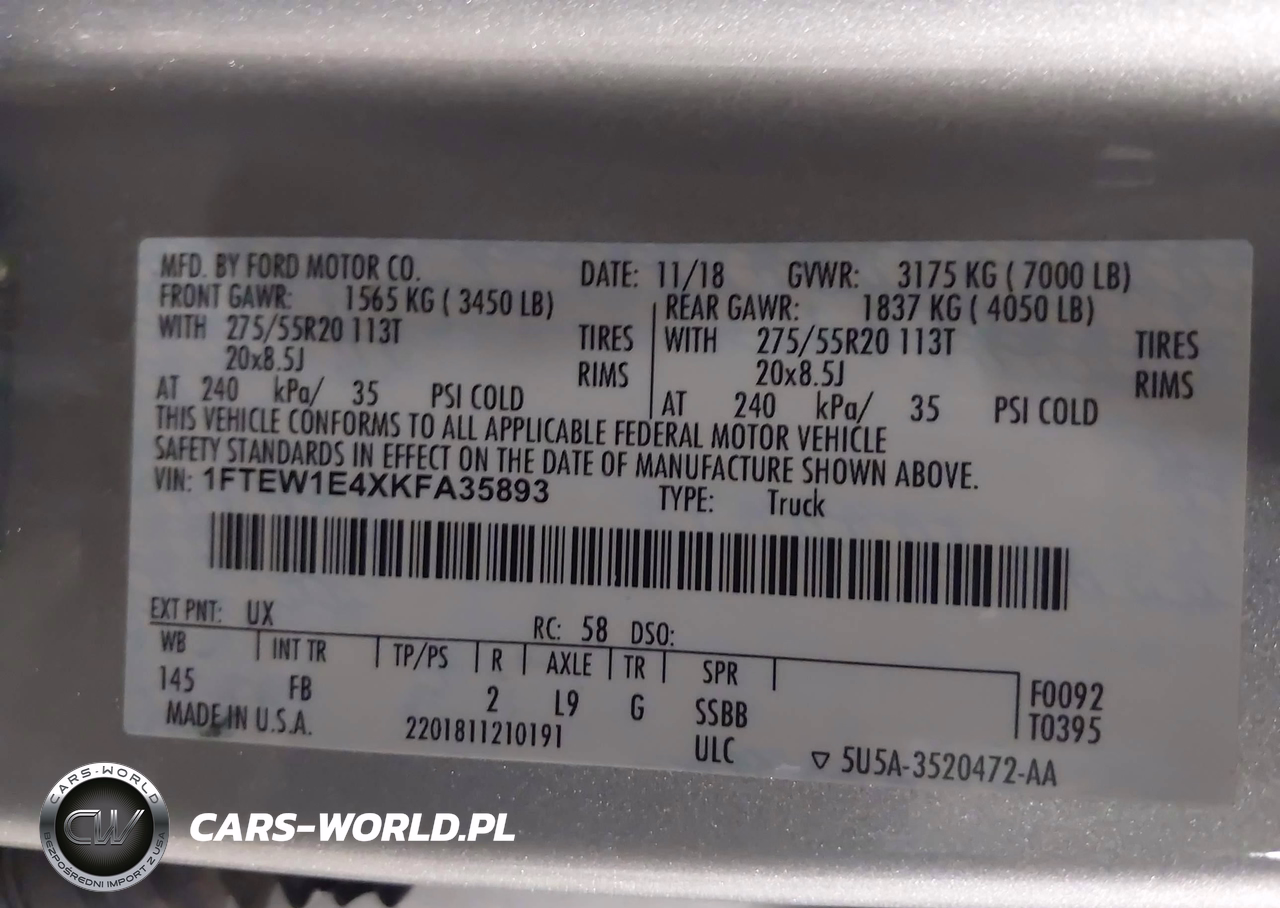 MFD. BY FORD MOTOR CO. DATE: 11/18 GVWR: 3175 KG ( 7000 LB)
FRONT GAWR: 1565 KG ( 3450 LB) REAR GAWR: 1837 KG ( 4050 LB)
WITH 275/55R20 113T TIRES WITH 275/55R20 113T TIRES
20x8.5J RIMS 20x8.5J RIMS
AT 240 kPa/ 35 PSI COLD AT 240 kPa/ 35 PSI COLD
THIS VEHICLE CONFORMS TO ALL APPLICABLE FEDERAL MOTOR VEHICLE
SAFETY STANDARDS IN EFFECT ON THE DATE OF MANUFACTURE SHOWN ABOVE.
VIN: 1FTEW1E4XKFA35893 TYPE: Truck
EXT PNT: UX RC: 58 DSO:
WB INT TR TP/PS R AXLE TR SPR
145 FB 2 L9 G SSBB F0092
MADE IN U.S.A. 2201811210191 ULC T0395
▽ 5U5A-3520472-AA
CARS-WORLD
CW
BEZPOŚREDNI IMPORT Z USA
CARS-WORLD.PL